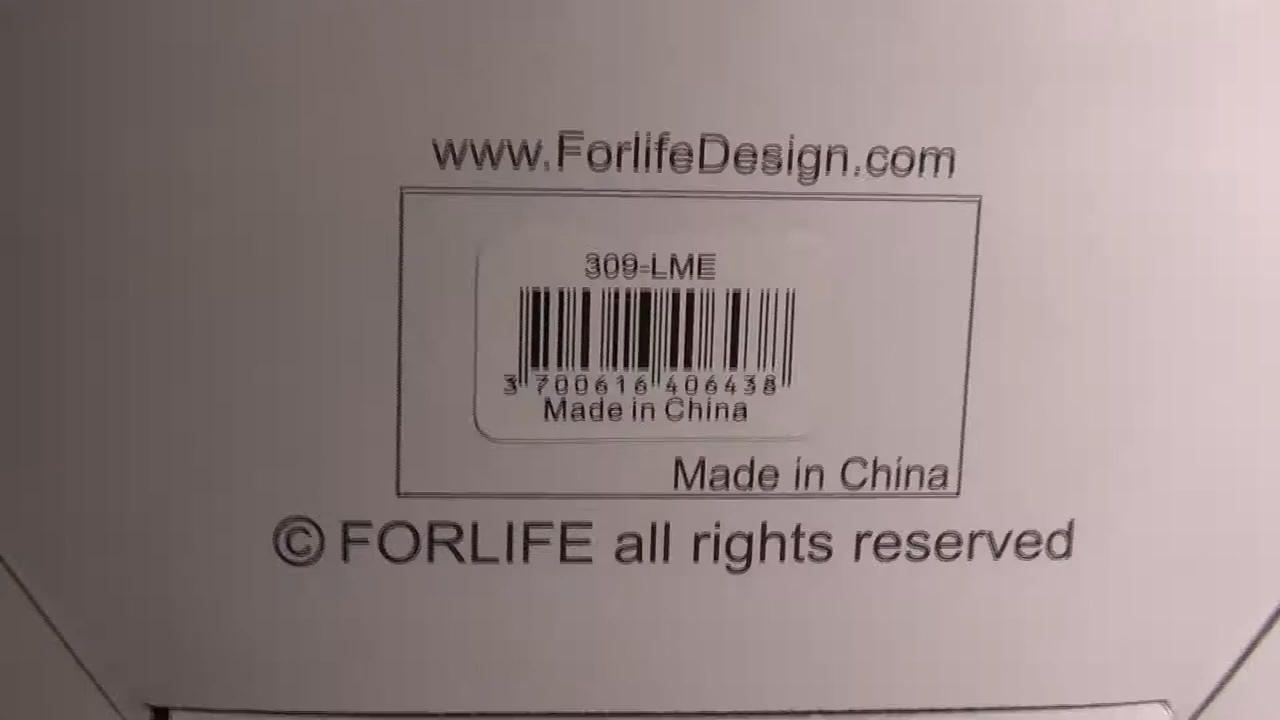 www.ForlifeDesign.com
309-LME
3 700616 406438
Made in China
Made in China
© FORLIFE all rights reserved